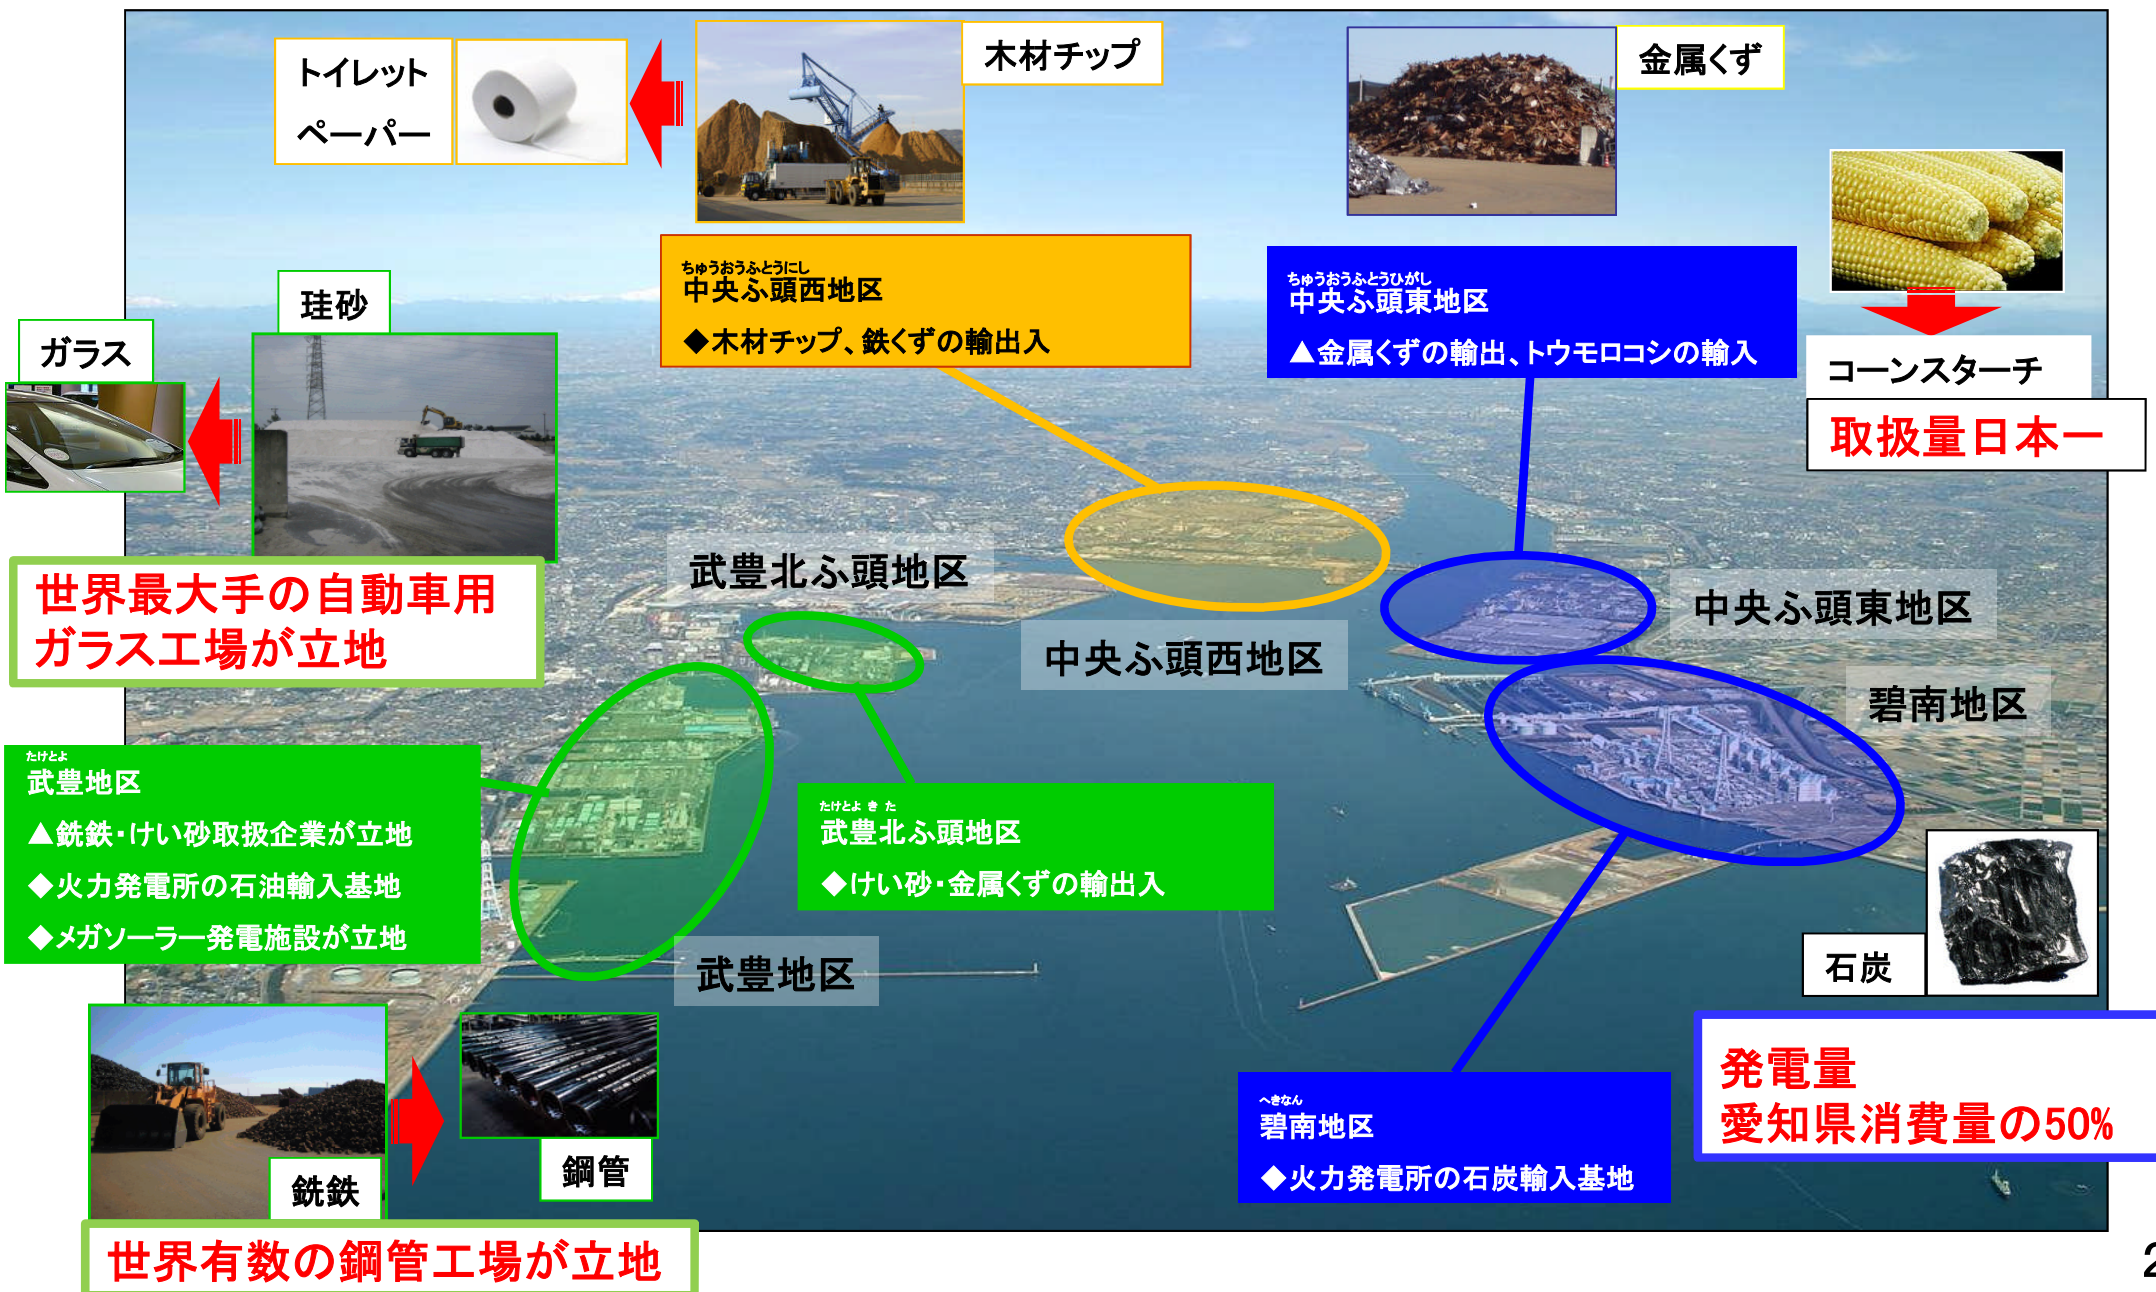 トイレット
ペーパー
木材チップ
金属くず
ちゅうおうふとうにし
中央ふ頭西地区
◆木材チップ、鉄くずの輸出入
ちゅうおうふとうひがし
中央ふ頭東地区
▲金属くずの輸出、トウモロコシの輸入
コーンスターチ
取扱量日本一
珪砂
ガラス
世界最大手の自動車用
ガラス工場が立地
武豊北ふ頭地区
中央ふ頭西地区
中央ふ頭東地区
碧南地区
たけとよ
武豊地区
▲銑鉄・けい砂取扱企業が立地
◆火力発電所の石油輸入基地
◆メガソーラー発電施設が立地
たけとよ きた
武豊北ふ頭地区
◆けい砂・金属くずの輸出入
武豊地区
石炭
発電量
愛知県消費量の50%
へきなん
碧南地区
◆火力発電所の石炭輸入基地
銑鉄
鋼管
世界有数の鋼管工場が立地
2